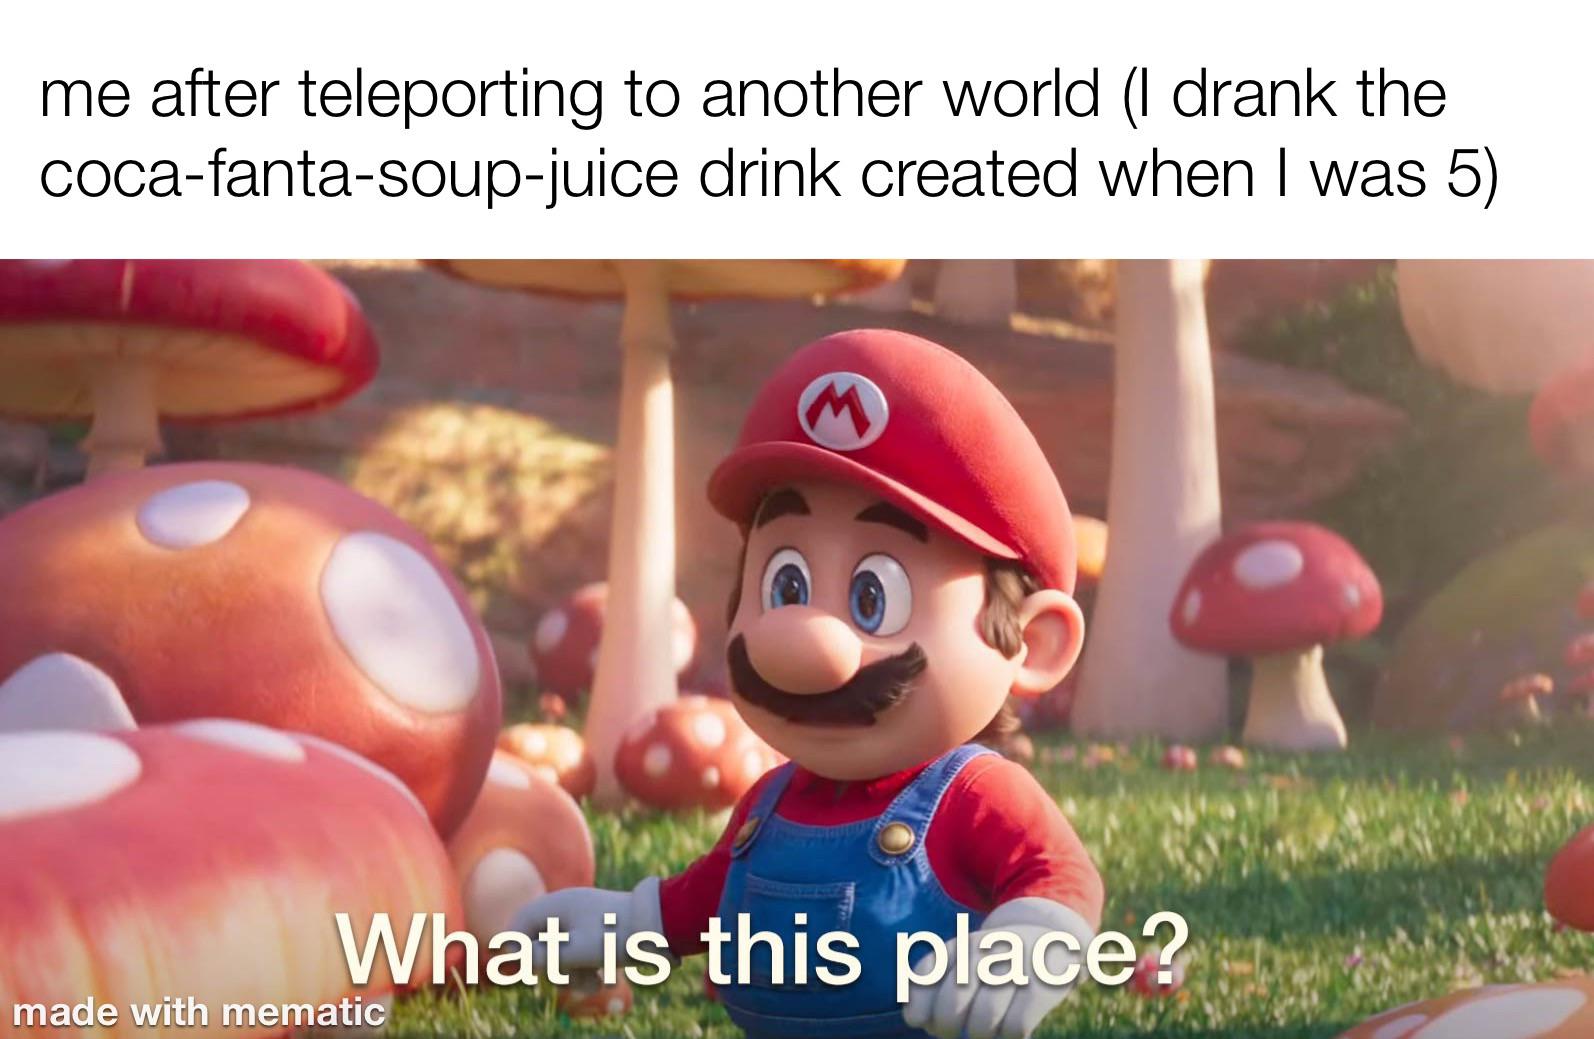 me after teleporting to another world (I drank the
coca-fanta-soup-juice drink created when I was 5)
M
What is this place?
made with mematic